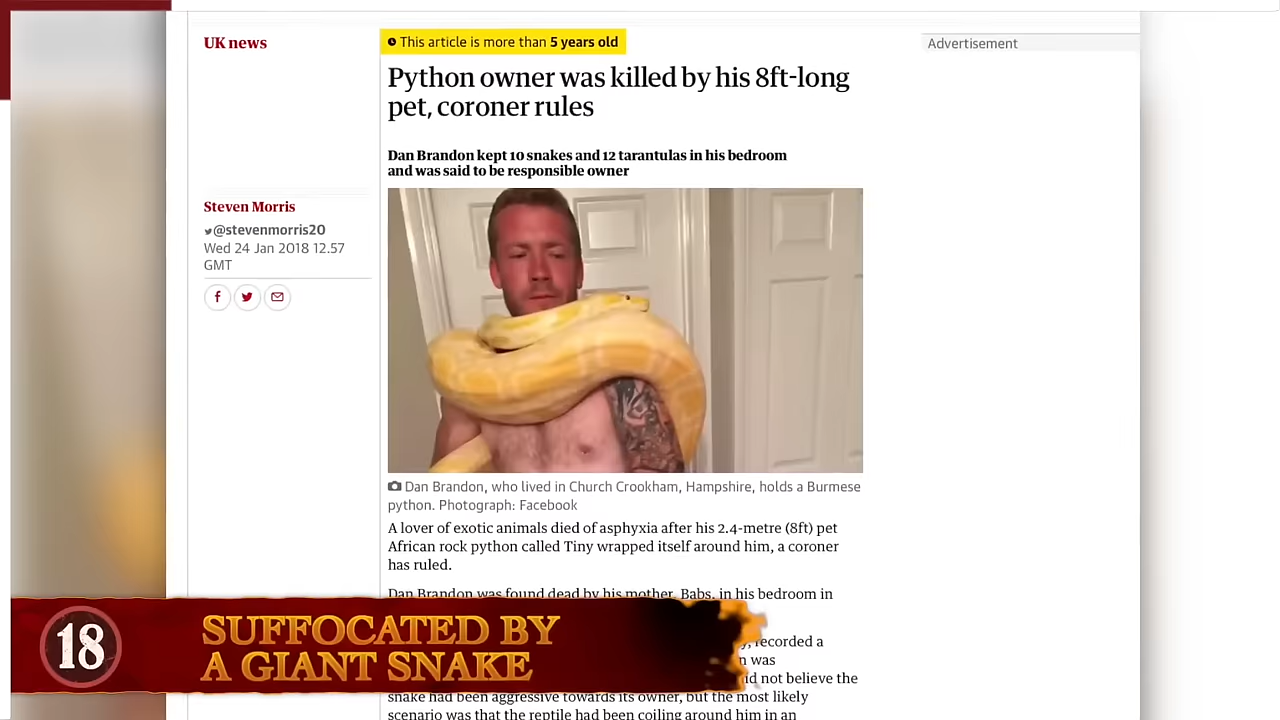 UK news
This article is more than 5 years old
Advertisement
Python owner was killed by his 8ft-long
pet, coroner rules
Dan Brandon kept 10 snakes and 12 tarantulas in his bedroom
and was said to be responsible owner
Steven Morris
@stevenmorris20
Wed 24 Jan 2018 12.57
GMT
Dan Brandon, who lived in Church Crookham, Hampshire, holds a Burmese
python. Photograph: Facebook
A lover of exotic animals died of asphyxia after his 2.4-metre (8ft) pet
African rock python called Tiny wrapped itself around him, a coroner
has ruled.
Dan Brandon was found dead by his mother, Babs, in his bedroom in
recorded a
was
not believe the
snake had been aggressive towards its owner, but the most likely
scenario was that the reptile had been coiling around him in an
18
SUFFOCATED BY
A GIANT SNAKE